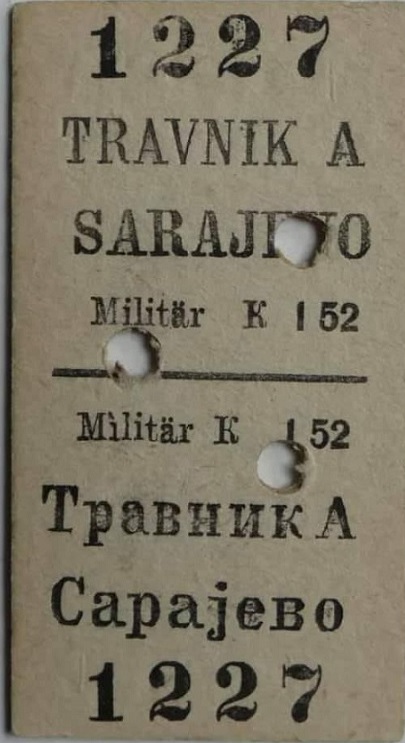 1227
TRAVNIK A
SARAJEVO
Militär K 1 52
Militär K 1 52
Травник А
Сарајево
1227